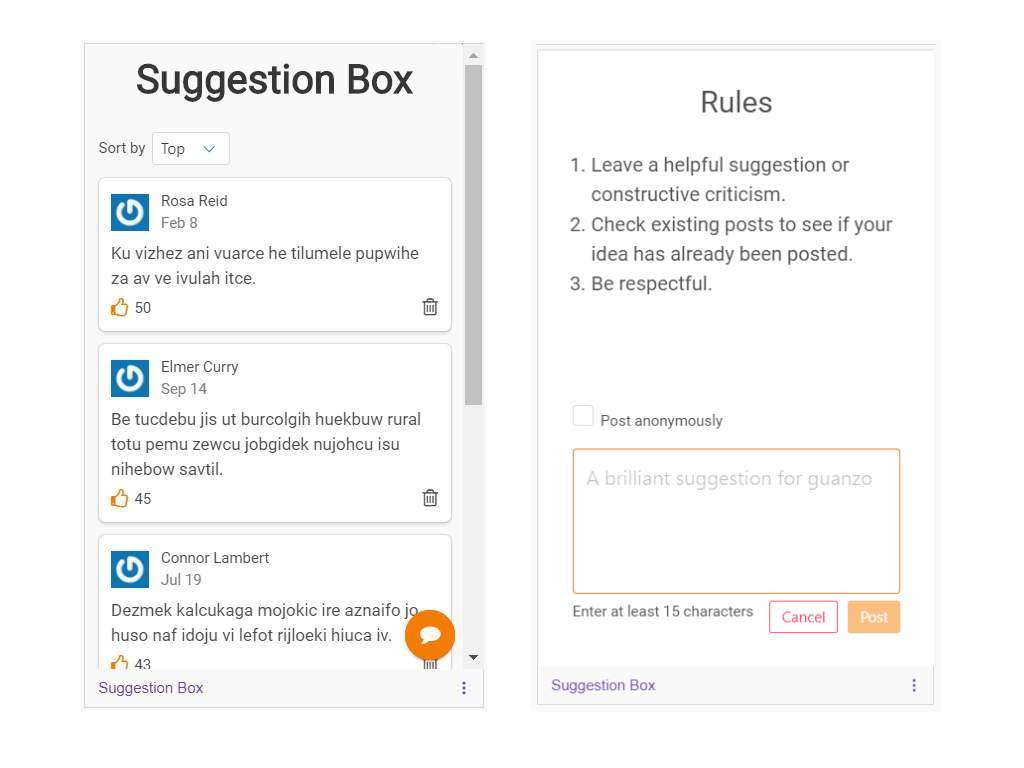 Suggestion Box
Sort by Top
Rosa Reid
Feb 8
Ku vizhez ani vuarce he tilumele pupwihe
za av ve ivulah itce.
50
Elmer Curry
Sep 14
Be tucdebu jis ut burcolgih huekbuw rural
totu pemu zewcu jobgidek nujohcu isu
nihebow savtil.
45
Connor Lambert
Jul 19
Dezmek kalcukaga mojokic ire aznaifo jo
huso naf idoju vi lefot rijloeki hiuca iv.
43
Suggestion Box
Rules
1. Leave a helpful suggestion or
constructive criticism.
2. Check existing posts to see if your
idea has already been posted.
3. Be respectful.
Post anonymously
A brilliant suggestion for guanzo
Enter at least 15 characters
Cancel
Post
Suggestion Box